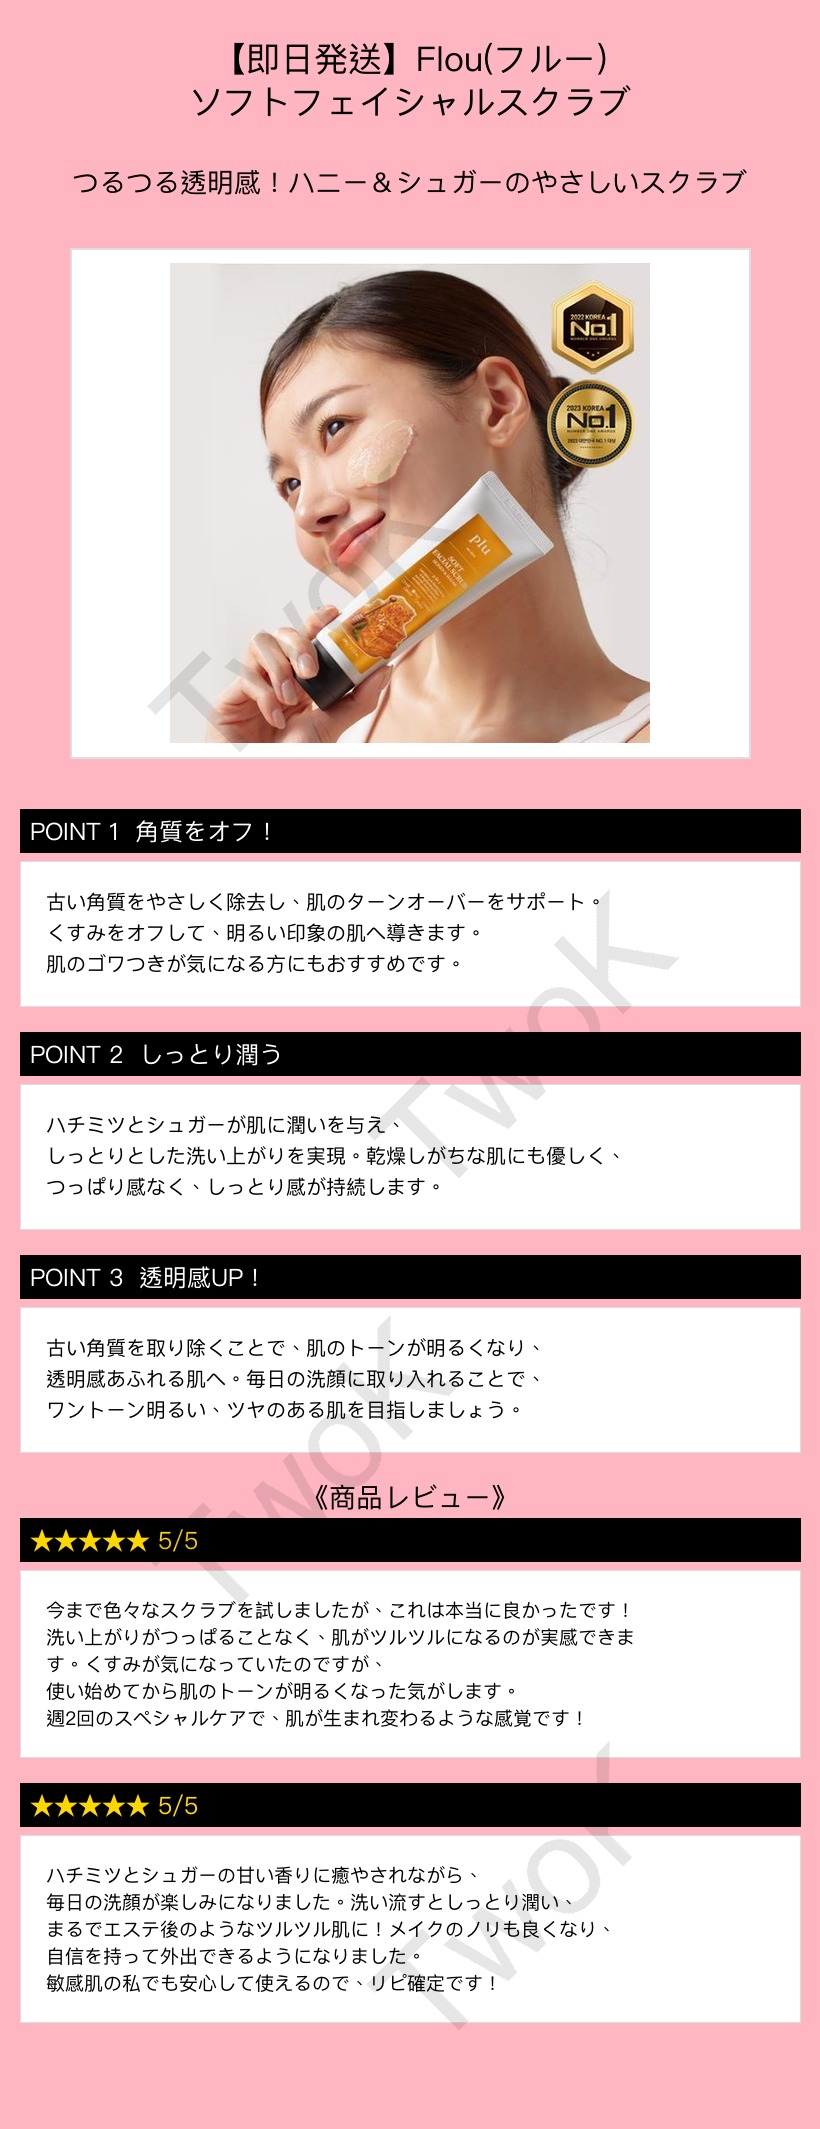 【即日発送】Flou(フルー)
ソフトフェイシャルスクラブ
つるつる透明感！ハニー＆シュガーのやさしいスクラブ
2022 KOREA
No.1
NUMBER ONE AWARDS
2023 KOREA
No.1
NUMBER ONE AWARDS
2023 대한민국 NO.1 대상
plu
SOFT
FACIAL SCRUB
TwoK
POINT 1 角質をオフ！
古い角質をやさしく除去し、肌のターンオーバーをサポート。
くすみをオフして、明るい印象の肌へ導きます。
肌のゴワつきが気になる方にもおすすめです。
TwoK
POINT 2 しっとり潤う
ハチミツとシュガーが肌に潤いを与え、
しっとりとした洗い上がりを実現。乾燥しがちな肌にも優しく、
つっぱり感なく、しっとり感が持続します。
POINT 3 透明感UP！
古い角質を取り除くことで、肌のトーンが明るくなり、
透明感あふれる肌へ。毎日の洗顔に取り入れることで、
ワントーン明るい、ツヤのある肌を目指しましょう。
TwoK
《商品レビュー》
★★★★★ 5/5
今まで色々なスクラブを試しましたが、これは本当に良かったです！
洗い上がりがつっぱることなく、肌がツルツルになるのが実感できま
す。くすみが気になっていたのですが、
使い始めてから肌のトーンが明るくなった気がします。
週2回のスペシャルケアで、肌が生まれ変わるような感覚です！
★★★★★ 5/5
ハチミツとシュガーの甘い香りに癒やされながら、
毎日の洗顔が楽しみになりました。洗い流すとしっとり潤い、
まるでエステ後のようなツルツル肌に！メイクのノリも良くなり、
自信を持って外出できるようになりました。
敏感肌の私でも安心して使えるので、リピ確定です！
TwoK